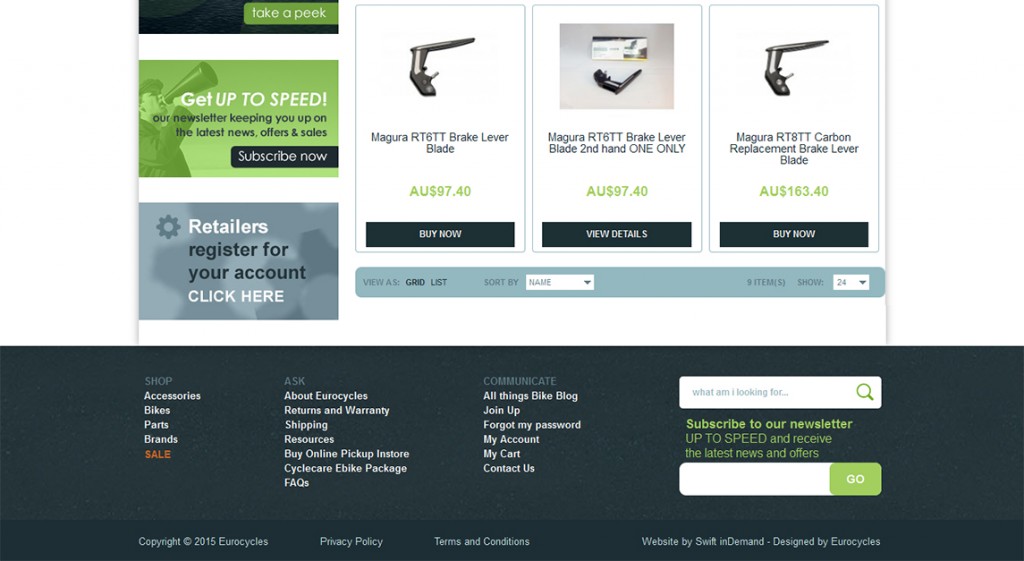 take a peek
Get UP TO SPEED!
our newsletter keeping you up on
the latest news, offers & sales
Subscribe now
Retailers
register for
your account
CLICK HERE
Magura RT6TT Brake Lever
Blade
AU$97.40
BUY NOW
Magura RT6TT Brake Lever
Blade 2nd hand ONE ONLY
AU$97.40
VIEW DETAILS
Magura RT8TT Carbon
Replacement Brake Lever
Blade
AU$163.40
BUY NOW
VIEW AS: GRID LIST SORT BY NAME 9 ITEM(S) SHOW: 24
SHOP
Accessories
Bikes
Parts
Brands
SALE
ASK
About Eurocycles
Returns and Warranty
Shipping
Resources
Buy Online Pickup Instore
Cyclecare Ebike Package
FAQs
COMMUNICATE
All things Bike Blog
Join Up
Forgot my password
My Account
My Cart
Contact Us
what am i looking for...
Subscribe to our newsletter
UP TO SPEED and receive
the latest news and offers
GO
Copyright © 2015 Eurocycles Privacy Policy Terms and Conditions Website by Swift inDemand - Designed by Eurocycles